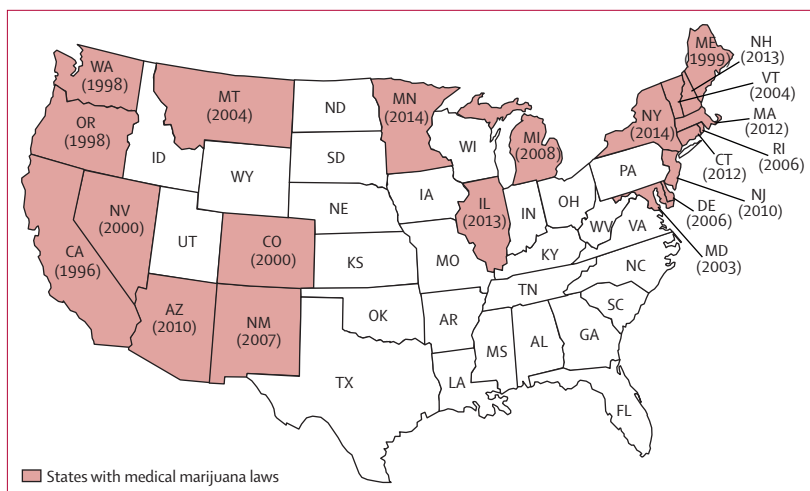 WA
(1998)
OR
(1998)
CA
(1996)
NV
(2000)
ID
MT
(2004)
WY
UT
AZ
(2010)
CO
(2000)
NM
(2007)
ND
SD
NE
KS
OK
TX
MN
(2014)
IA
MO
AR
LA
WI
IL
(2013)
MI
(2008)
IN
OH
KY
TN
MS
AL
GA
FL
SC
NC
VA
WV
PA
NY
(2014)
ME
(1999)
NH
(2013)
VT
(2004)
MA
(2012)
RI
(2006)
CT
(2012)
NJ
(2010)
DE
(2006)
MD
(2003)
States with medical marijuana laws